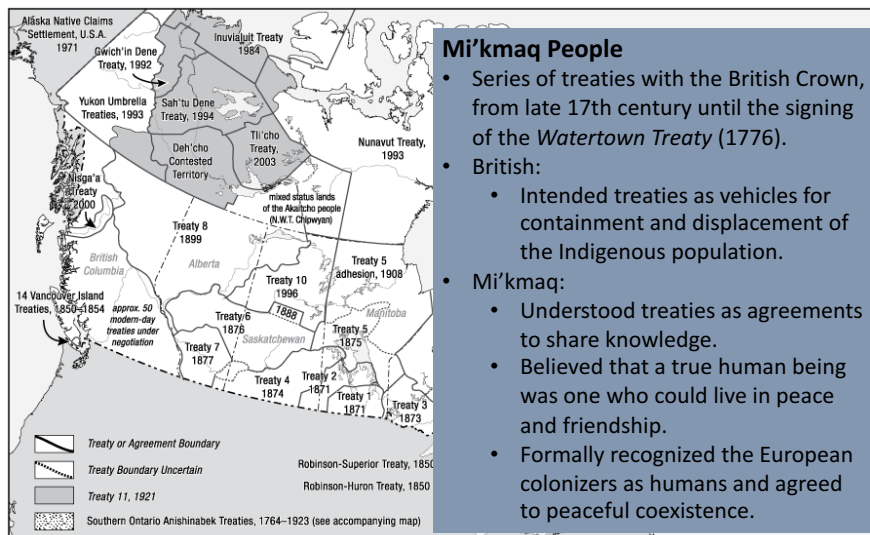 Alaska Native Claims
Settlement, U.S.A.
1971
Gwich'in Dene
Treaty, 1992
Inuvialuit Treaty
1984
Yukon Umbrella
Treaties, 1993
Sah'tu Dene
Treaty, 1994
Tli'cho
Treaty,
2003
Deh'cho
Contested
Territory
Nunavut Treaty,
1993
Nisga'a
Treaty
2000
mixed status lands
of the Akaitcho people
(N.W.T. Chipwyan)
Treaty 8
1899
British
Columbia
Alberta
Treaty 5
adhesion, 1908
Treaty 10
1996
1888
Manitoba
14 Vancouver Island
Treaties, 1850–1854
approx. 50
modern-day
treaties under
negotiation
Treaty 6
1876
Saskatchewan
Treaty 5
1875
Treaty 7
1877
Treaty 4
1874
Treaty 2
1871
Treaty 1
1871
Treaty 3
1873
Treaty or Agreement Boundary
Treaty Boundary Uncertain
Treaty 11, 1921
Southern Ontario Anishinabek Treaties, 1764–1923 (see accompanying map)
Robinson-Superior Treaty, 1850
Robinson-Huron Treaty, 1850
Mi'kmaq People
• Series of treaties with the British Crown,
from late 17th century until the signing
of the Watertown Treaty (1776).
• British:
• Intended treaties as vehicles for
containment and displacement of
the Indigenous population.
• Mi'kmaq:
• Understood treaties as agreements
to share knowledge.
• Believed that a true human being
was one who could live in peace
and friendship.
• Formally recognized the European
colonizers as humans and agreed
to peaceful coexistence.